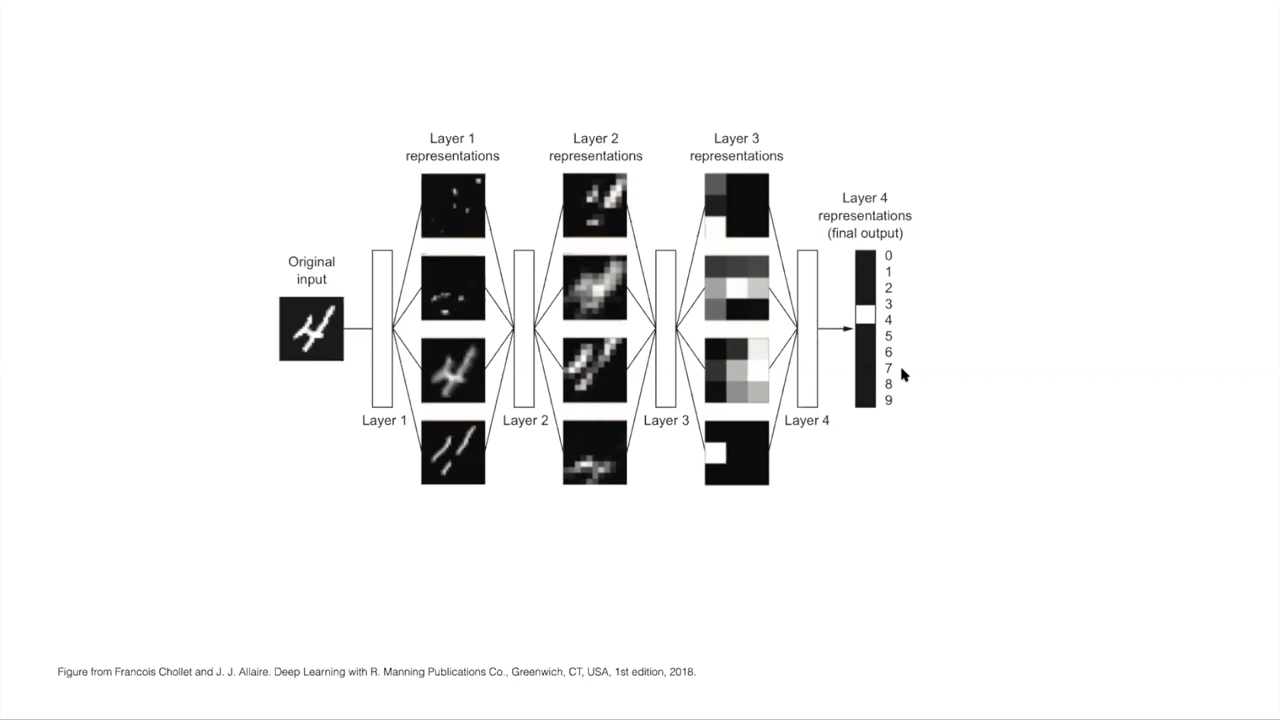 Layer 1
representations
Layer 2
representations
Layer 3
representations
Layer 4
representations
(final output)
Original
input
0
1
2
3
4
5
6
7
8
9
Layer 1
Layer 2
Layer 3
Layer 4
Figure from Francois Chollet and J. J. Allaire. Deep Learning with R. Manning Publications Co., Greenwich, CT, USA, 1st edition, 2018.